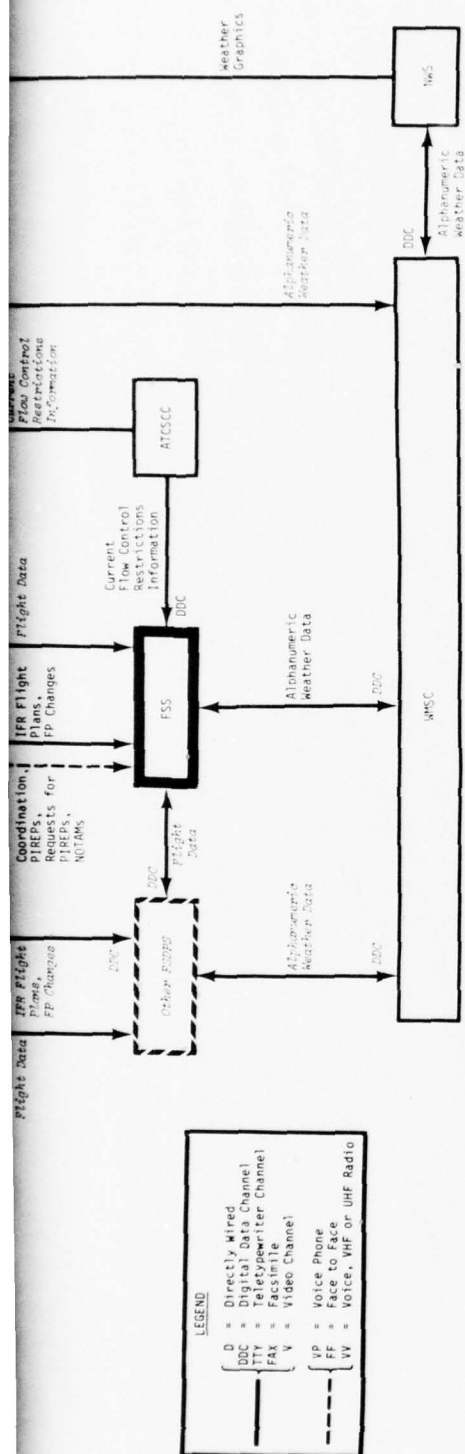 Flight Data
IFR Flight
Plans,
FP Changes
DDC
Coordination,
PIREPs,
Requests for
PIREPs,
NOTAMs
IFR Flight
Plans,
FP Changes
Flight Data
Flow Control
Restrictions
Information
Weather
Graphics
Other FSDPS
DDC
Flight
Data
FSS
DDC
Current
Flow Control
Restrictions
Information
ATCSCC
Alphanumeric
Weather Data
NWS
Alphanumeric
Weather Data
DDC
Alphanumeric
Weather Data
DDC
DDC
Alphanumeric
Weather Data
WMSC
LEGEND
D = Directly Wired
DDC = Digital Data Channel
TTY = Teletypewriter Channel
FAX = Facsimile
V = Video Channel
VP = Voice Phone
FF = Face to Face
VV = Voice, VHF or UHF Radio